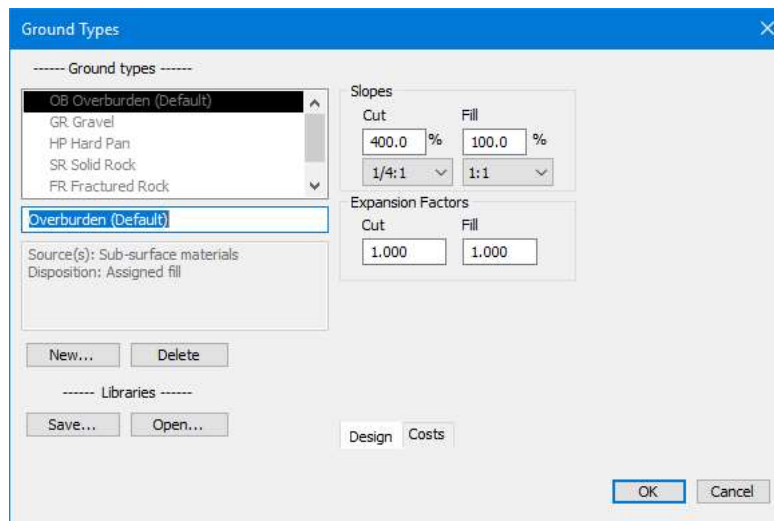 Ground Types
------ Ground types ------
OB Overburden (Default)
GR Gravel
HP Hard Pan
SR Solid Rock
FR Fractured Rock
Overburden (Default)
Source(s): Sub-surface materials
Disposition: Assigned fill
New... Delete
------ Libraries ------
Save... Open...
Slopes
Cut Fill
400.0 % 100.0 %
1/4:1 1:1
Expansion Factors
Cut Fill
1.000 1.000
Design Costs
OK Cancel